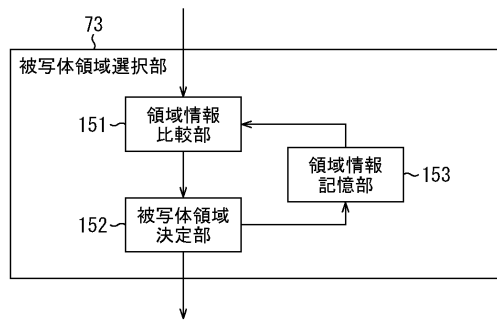 73
被写体領域選択部
151
領域情報
比較部
領域情報
記憶部
153
152
被写体領域
決定部